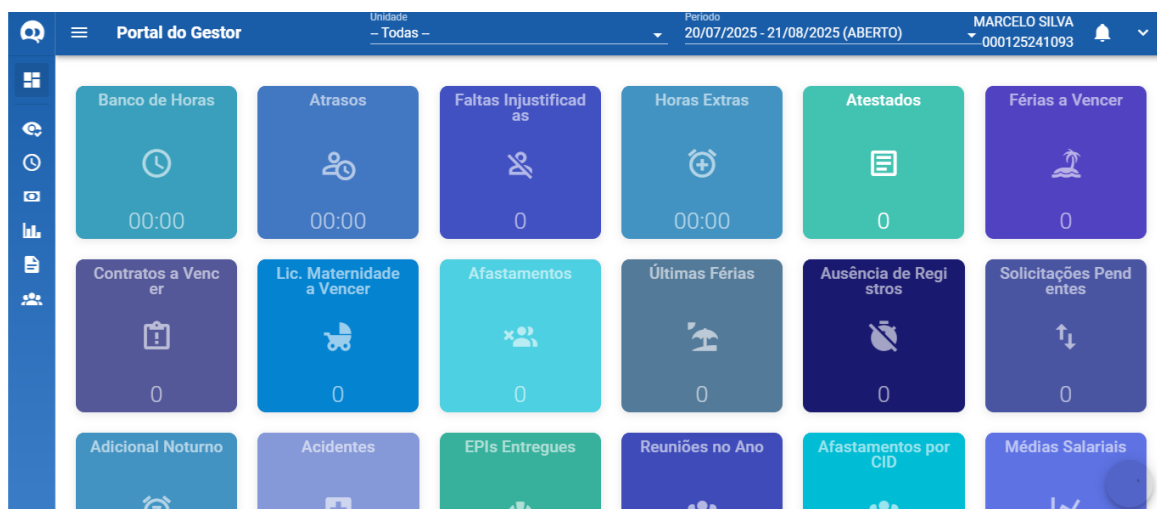 Portal do Gestor
Unidade
– Todas –
Periodo
20/07/2025 - 21/08/2025 (ABERTO)
MARCELO SILVA
000125241093
Banco de Horas
00:00
Atrasos
00:00
Faltas Injustificad
as
0
Horas Extras
00:00
Atestados
0
Férias a Vencer
0
Contratos a Venc
er
0
Lic. Maternidade
a Vencer
0
Afastamentos
0
Últimas Férias
0
Ausência de Regi
stros
0
Solicitações Pend
entes
0
Adicional Noturno
Acidentes
EPIs Entregues
Reuniões no Ano
Afastamentos por
CID
Médias Salariais